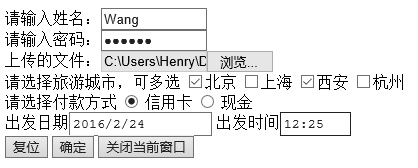 请输入姓名: Wang
请输入密码: ●●●●●●
上传的文件: C:\Users\Henry\D 浏览...
请选择旅游城市，可多选 北京 上海 西安 杭州
请选择付款方式 信用卡 现金
出发日期 2016/2/24 出发时间 12:25
复位 确定 关闭当前窗口